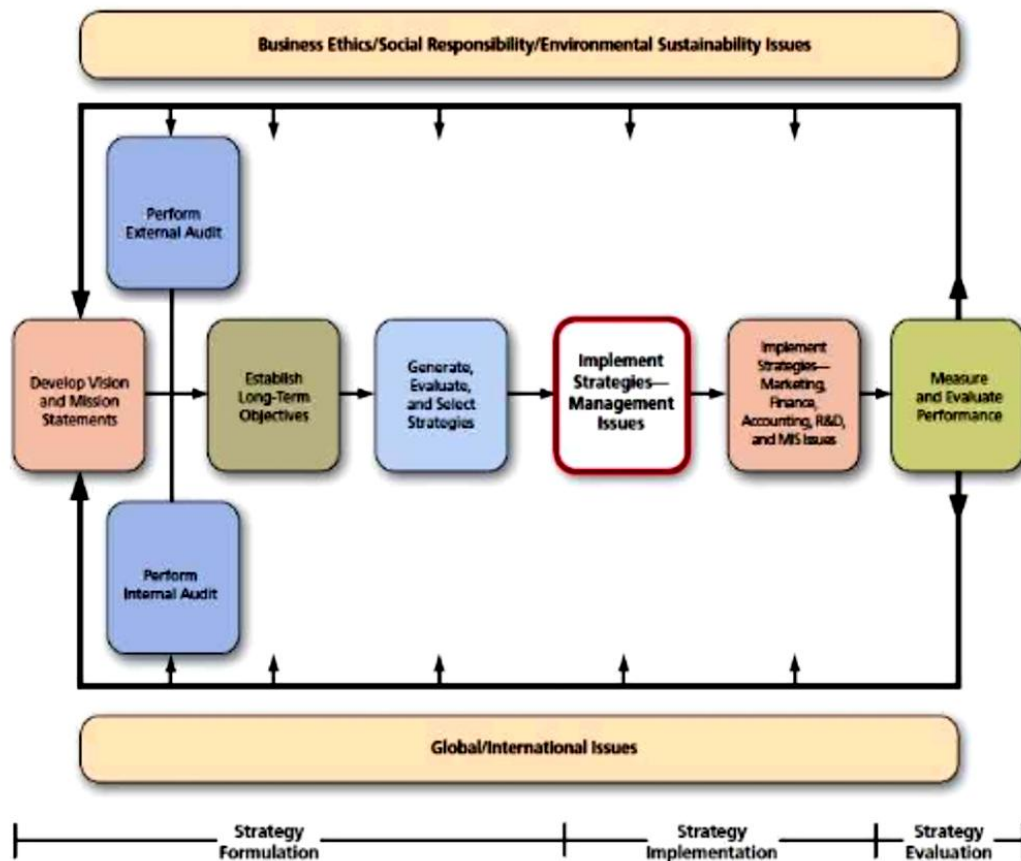 Business Ethics/Social Responsibility/Environmental Sustainability Issues
Perform
External Audit
Develop Vision
and Mission
Statements
Establish
Long-Term
Objectives
Generate,
Evaluate,
and Select
Strategies
Implement
Strategies—
Management
Issues
Implement
Strategies—
Marketing,
Finance,
Accounting, R&D,
and MIS Issues
Measure
and Evaluate
Performance
Perform
Internal Audit
Global/International Issues
Strategy
Formulation
Strategy
Implementation
Strategy
Evaluation